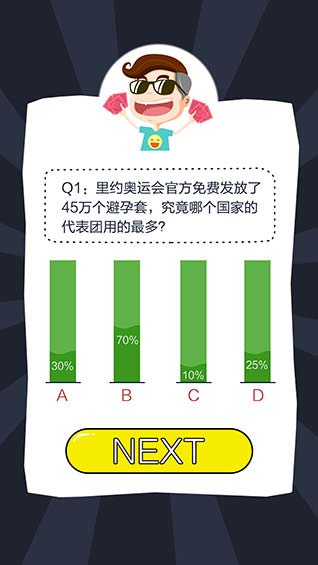 Q1：里约奥运会官方免费发放了
45万个避孕套，究竟哪个国家的
代表团用的最多?
30% 70% 10% 25%
A B C D
NEXT